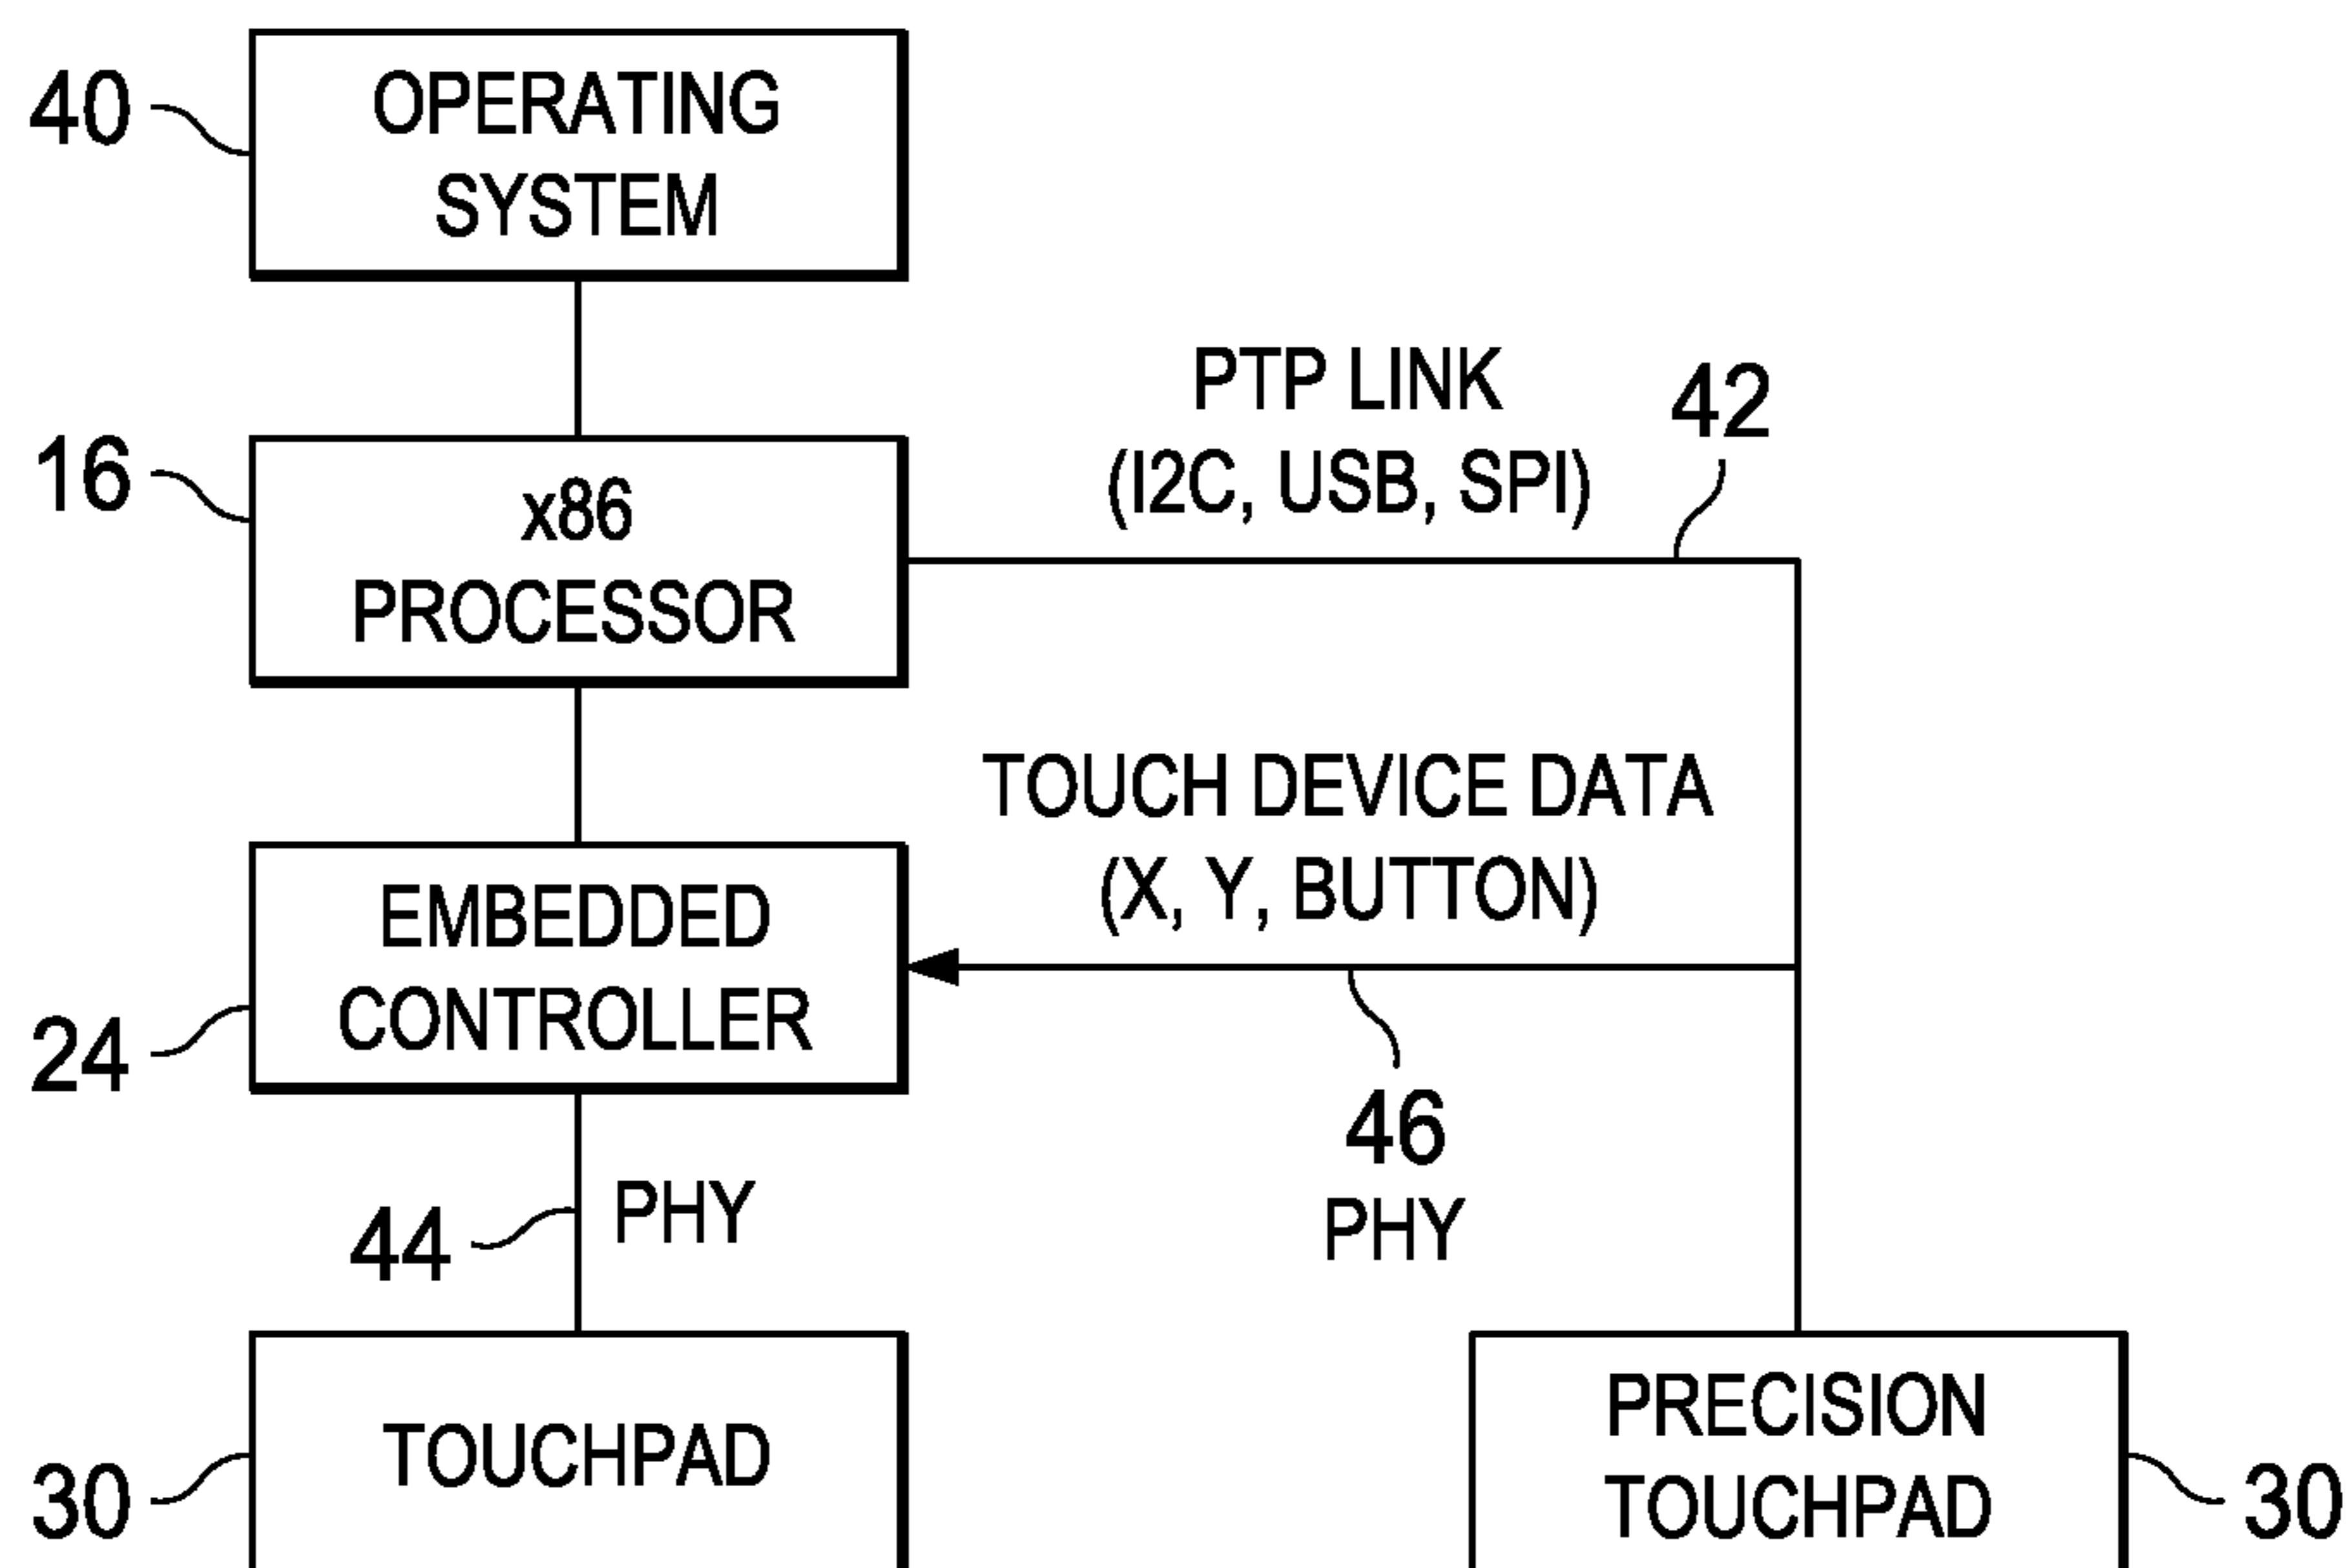 40
OPERATING
SYSTEM
16
x86
PROCESSOR
PTP LINK
(I2C, USB, SPI)
42
TOUCH DEVICE DATA
(X, Y, BUTTON)
24
EMBEDDED
CONTROLLER
46
PHY
44
PHY
30
TOUCHPAD
PRECISION
TOUCHPAD
30